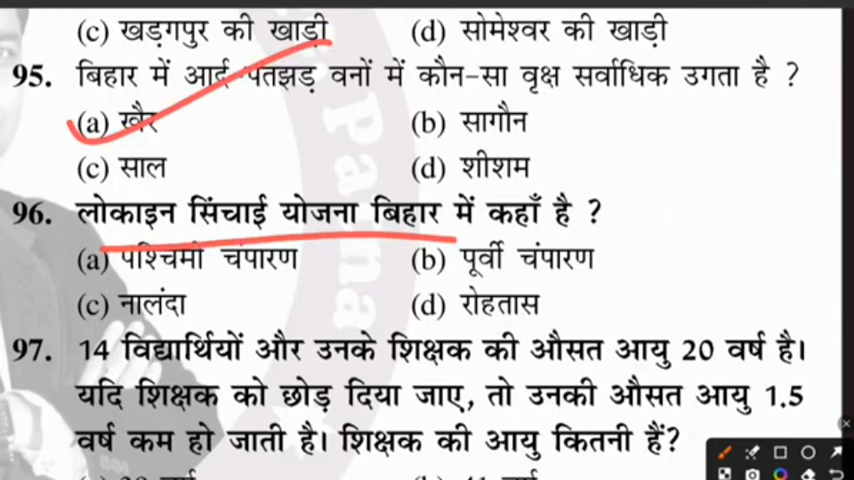 (c) खड़गपुर की खाड़ी (d) सोमेश्वर की खाड़ी
95. बिहार में आर्द्र पतझड़ वनों में कौन-सा वृक्ष सर्वाधिक उगता है ?
(a) खैर (b) सागौन
(c) साल (d) शीशम
96. लोकाइन सिंचाई योजना बिहार में कहाँ है ?
(a) पश्चिमी चंपारण (b) पूर्वी चंपारण
(c) नालंदा (d) रोहतास
97. 14 विद्यार्थियों और उनके शिक्षक की औसत आयु 20 वर्ष है।
यदि शिक्षक को छोड़ दिया जाए, तो उनकी औसत आयु 1.5
वर्ष कम हो जाती है। शिक्षक की आयु कितनी हैं?